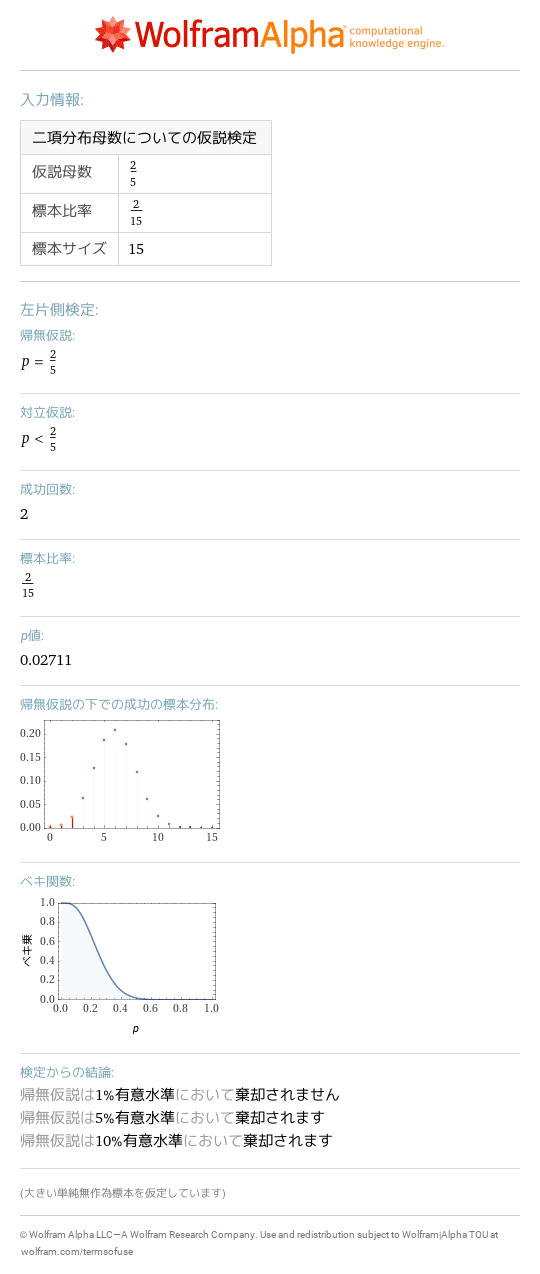 WolframAlpha computational
knowledge engine™
入力情報:
二項分布母数についての仮説検定
仮説母数 2/5
標本比率 2/15
標本サイズ 15
左片側検定:
帰無仮説:
p = 2/5
対立仮説:
p < 2/5
成功回数:
2
標本比率:
2/15
p値:
0.02711
帰無仮説の下での成功の標本分布:
0.20
0.15
0.10
0.05
0.00
0 5 10 15
ベキ関数:
1.0
0.8
0.6
0.4
0.2
0.0
ベキ乗
0.0 0.2 0.4 0.6 0.8 1.0
p
検定からの結論:
帰無仮説は1%有意水準において棄却されません
帰無仮説は5%有意水準において棄却されます
帰無仮説は10%有意水準において棄却されます
(大きい単純無作為標本を仮定しています)
© Wolfram Alpha LLC—A Wolfram Research Company. Use and redistribution subject to Wolfram|Alpha TOU at
wolfram.com/termsofuse